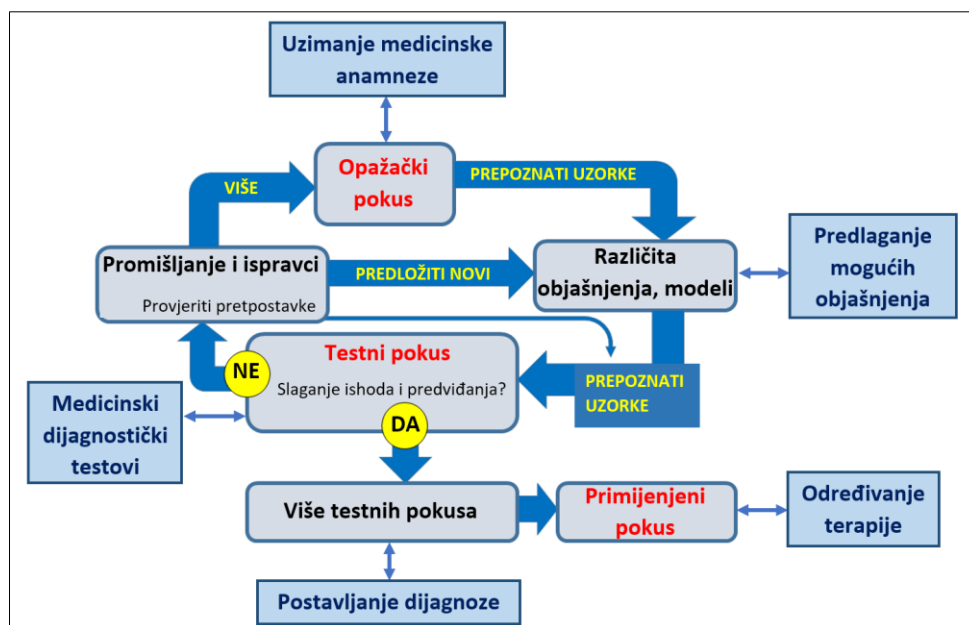 Uzimanje medicinske
anamneze
Opažački
pokus
PREPOZNATI UZORKE
VIŠE
Promišljanje i ispravci
Provjeriti pretpostavke
PREDLOŽITI NOVI
Različita
objašnjenja, modeli
Predlaganje
mogućih
objašnjenja
Testni pokus
Slaganje ishoda i predviđanja?
NE
DA
PREPOZNATI
UZORKE
Medicinski
dijagnostički
testovi
Više testnih pokusa
Primijenjeni
pokus
Određivanje
terapije
Postavljanje dijagnoze